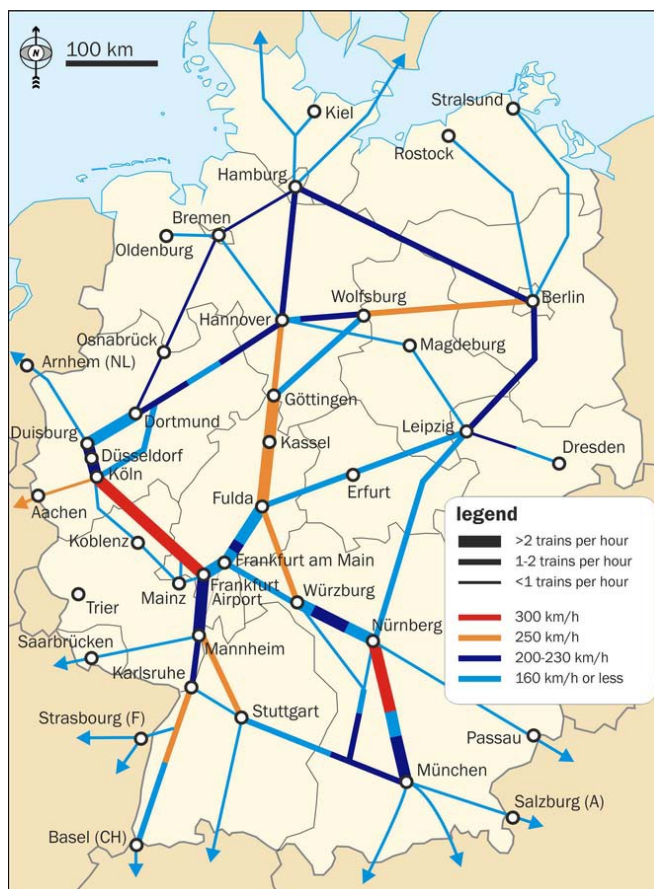 N
100 km
Kiel
Stralsund
Rostock
Hamburg
Bremen
Oldenburg
Berlin
Wolfsburg
Hannover
Osnabrück
Magdeburg
Arnhem (NL)
Göttingen
Dortmund
Leipzig
Duisburg
Düsseldorf
Kassel
Dresden
Köln
Erfurt
Fulda
Aachen
Koblenz
Frankfurt am Main
Frankfurt
Airport
Mainz
Würzburg
Trier
Nürnberg
Mannheim
Saarbrücken
Karlsruhe
Stuttgart
Strasbourg (F)
Passau
München
Salzburg (A)
Basel (CH)
legend
>2 trains per hour
1-2 trains per hour
<1 trains per hour
300 km/h
250 km/h
200-230 km/h
160 km/h or less